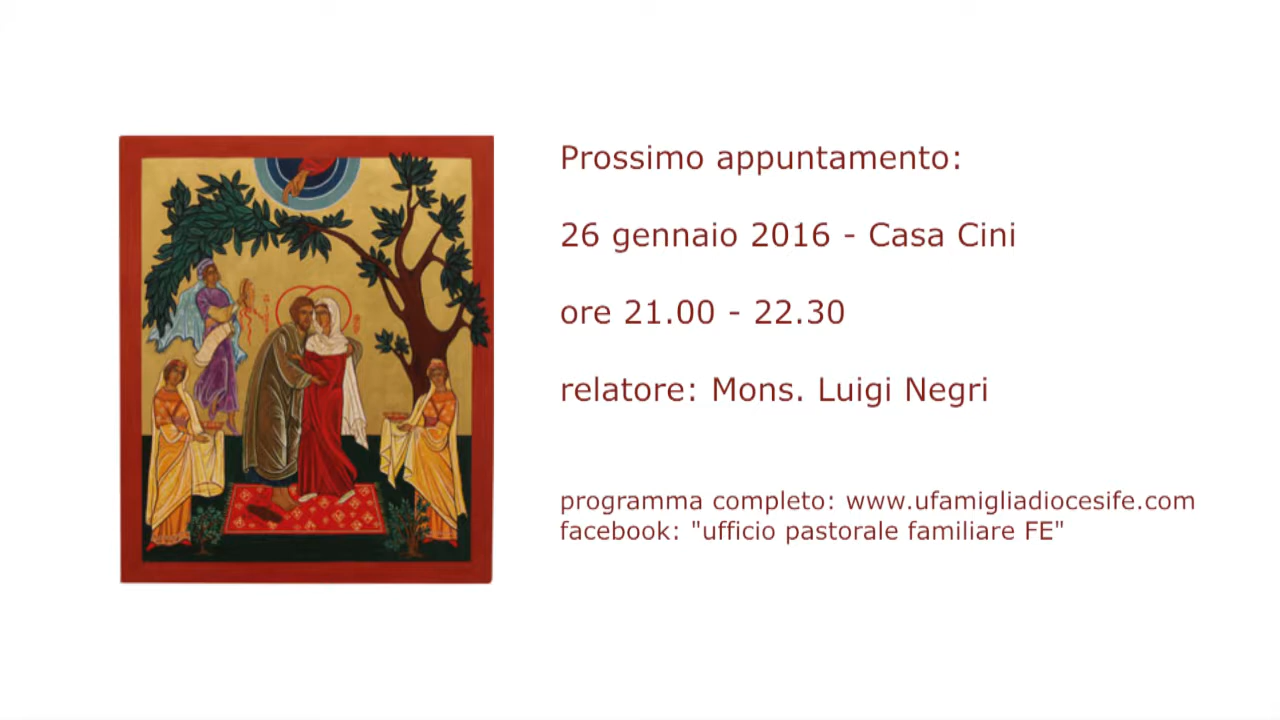 Prossimo appuntamento:
26 gennaio 2016 - Casa Cini
ore 21.00 - 22.30
relatore: Mons. Luigi Negri
programma completo: www.ufamigliadiocesife.com
facebook: "ufficio pastorale familiare FE"